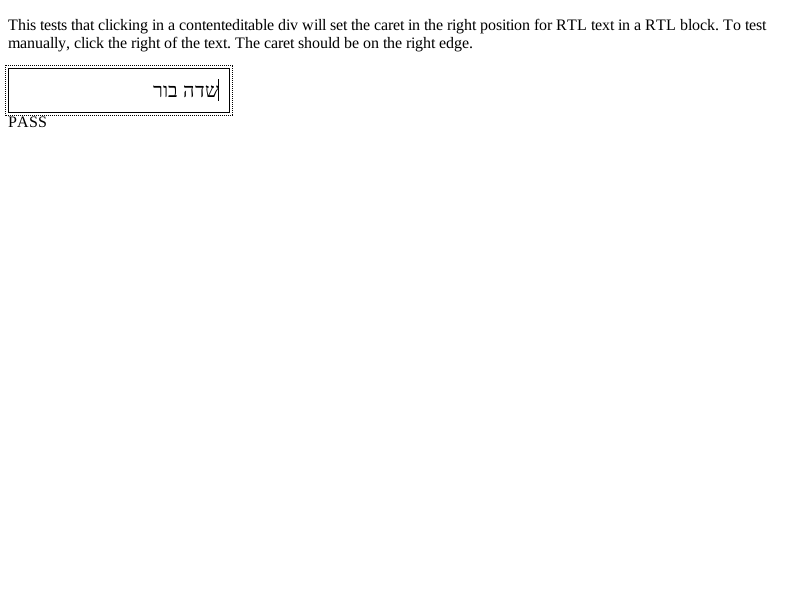 This tests that clicking in a contenteditable div will set the caret in the right position for RTL text in a RTL block. To test
manually, click the right of the text. The caret should be on the right edge.
שדה בור
PASS